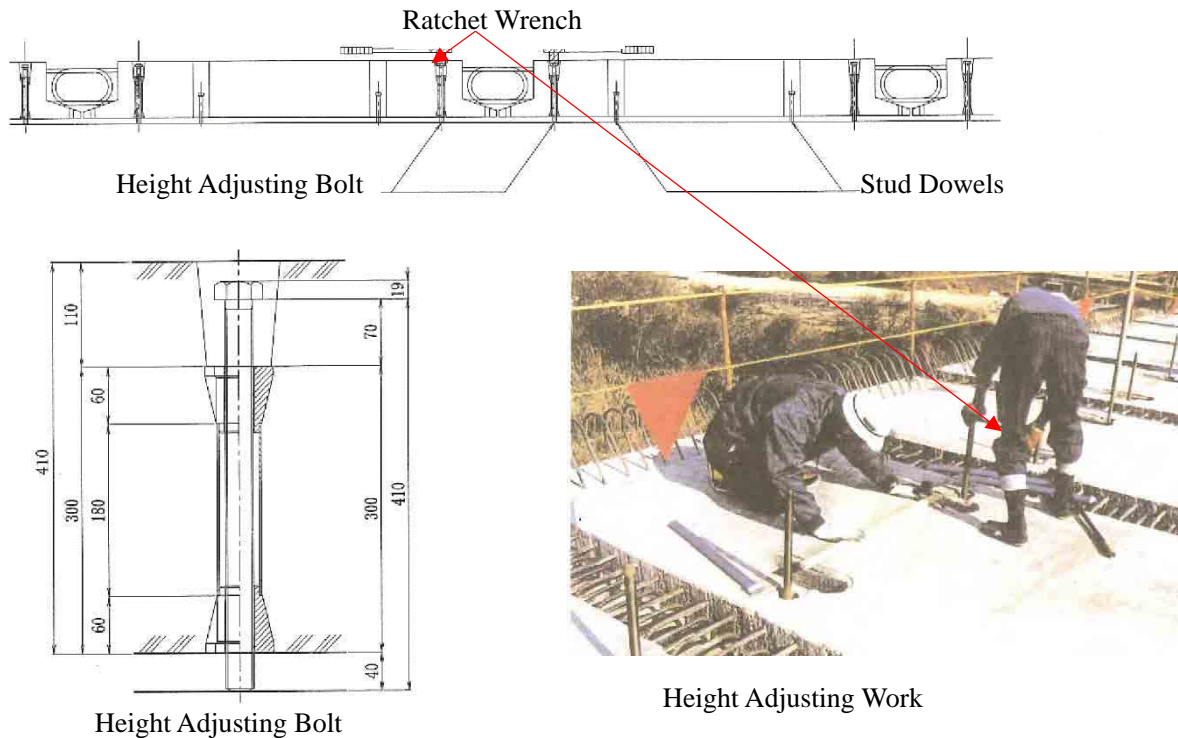 Ratchet Wrench
Height Adjusting Bolt
Stud Dowels
19
110
70
60
410
300
180
300
410
60
40
Height Adjusting Bolt
Height Adjusting Work